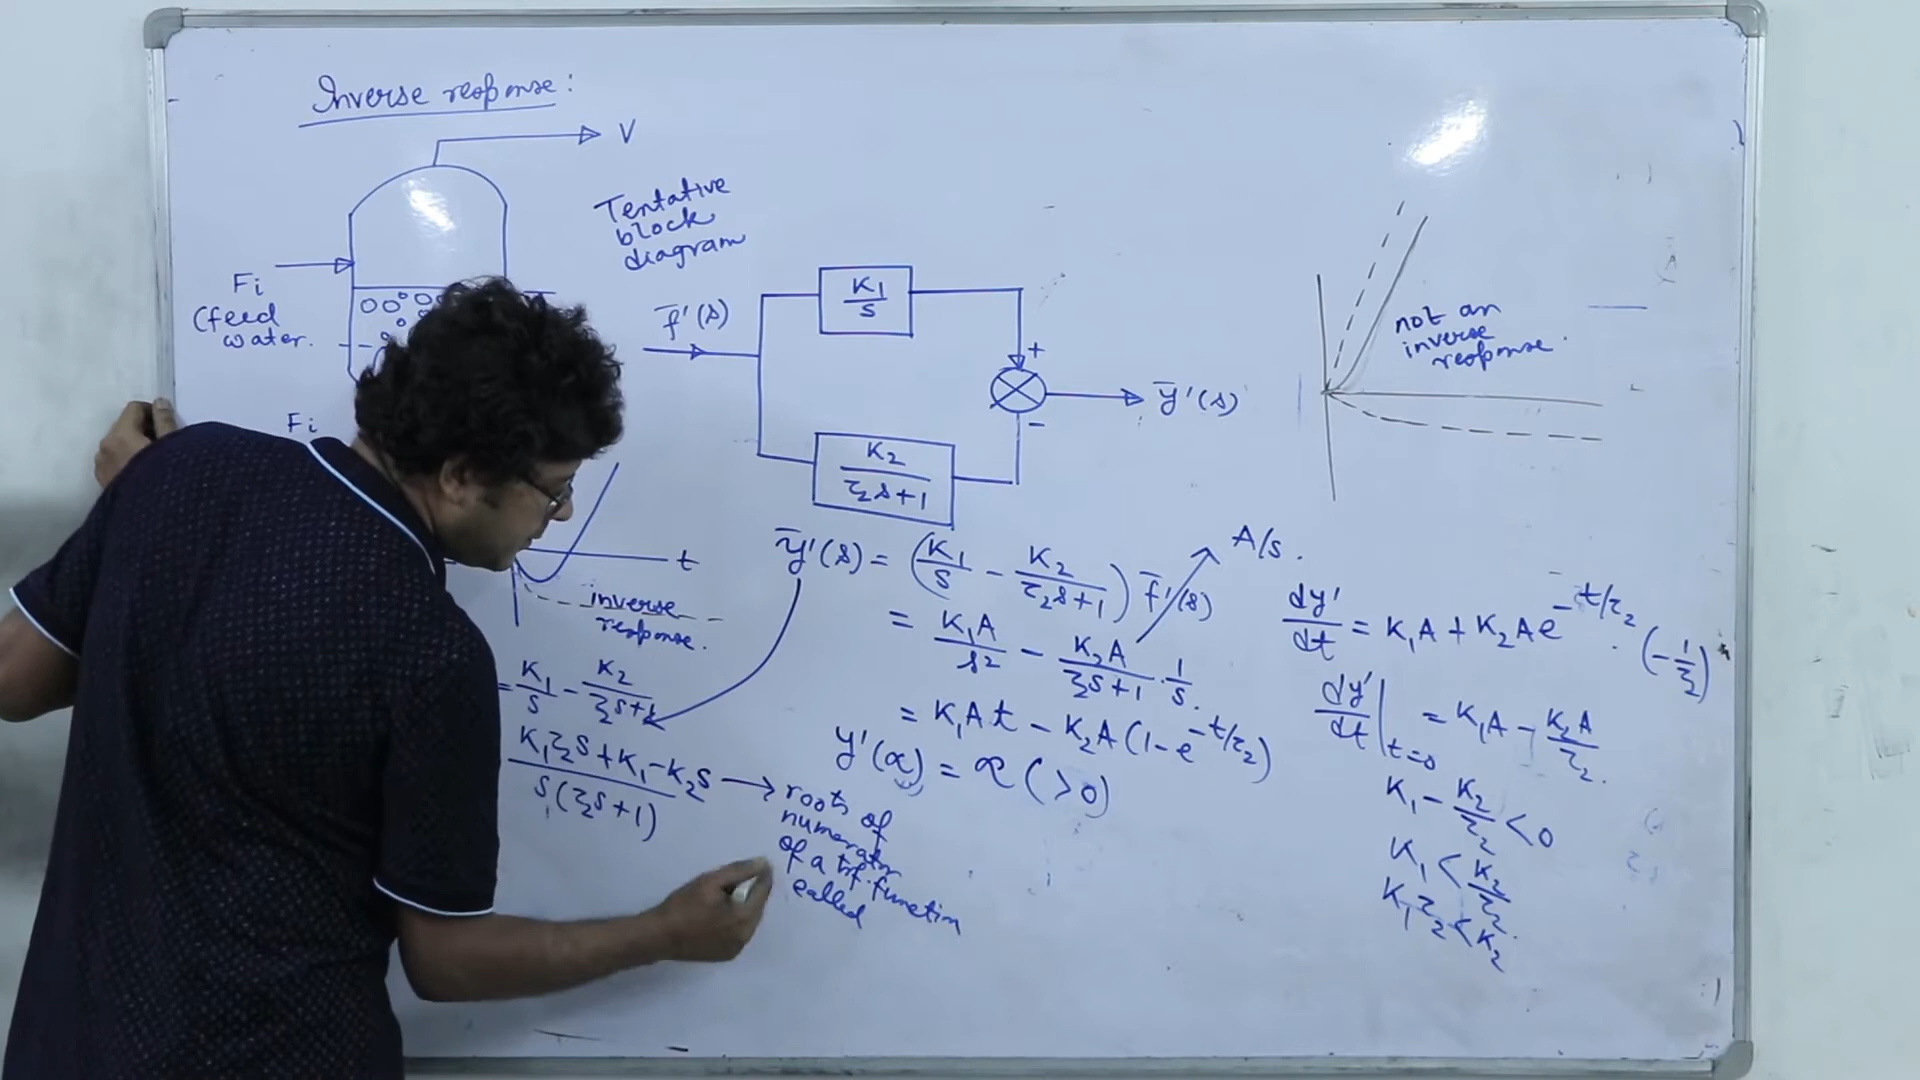 Inverse response:
V
Tentative
block
diagram
Fi
(feed
water.
Fi
t
inverse
response.
f̄'(s)
K₁/s
+
-
ȳ'(s)
K₂/(τ₂s+1)
not an
inverse
response.
ȳ'(s) = (K₁/s - K₂/(τ₂s+1)) f̄'(s)
A/s.
= K₁A/s² - K₂A/(τ₂s+1) · 1/s.
= K₁At - K₂A(1-e^(-t/τ₂))
y'(∝) = ∝ (>0)
= K₁/s - K₂/(τ₂s+1)
(K₁τ₂s+K₁-K₂s)/(s(τ₂s+1)) →
roots of
numerator
of a trf. function
called
dy'/dt = K₁A + K₂Ae^(-t/τ₂) · (-1/τ₂)
dy'/dt|t=0 = K₁A - K₂A/τ₂.
K₁ - K₂/τ₂ < 0
K₁ < K₂/τ₂.
K₁τ₂ < K₂